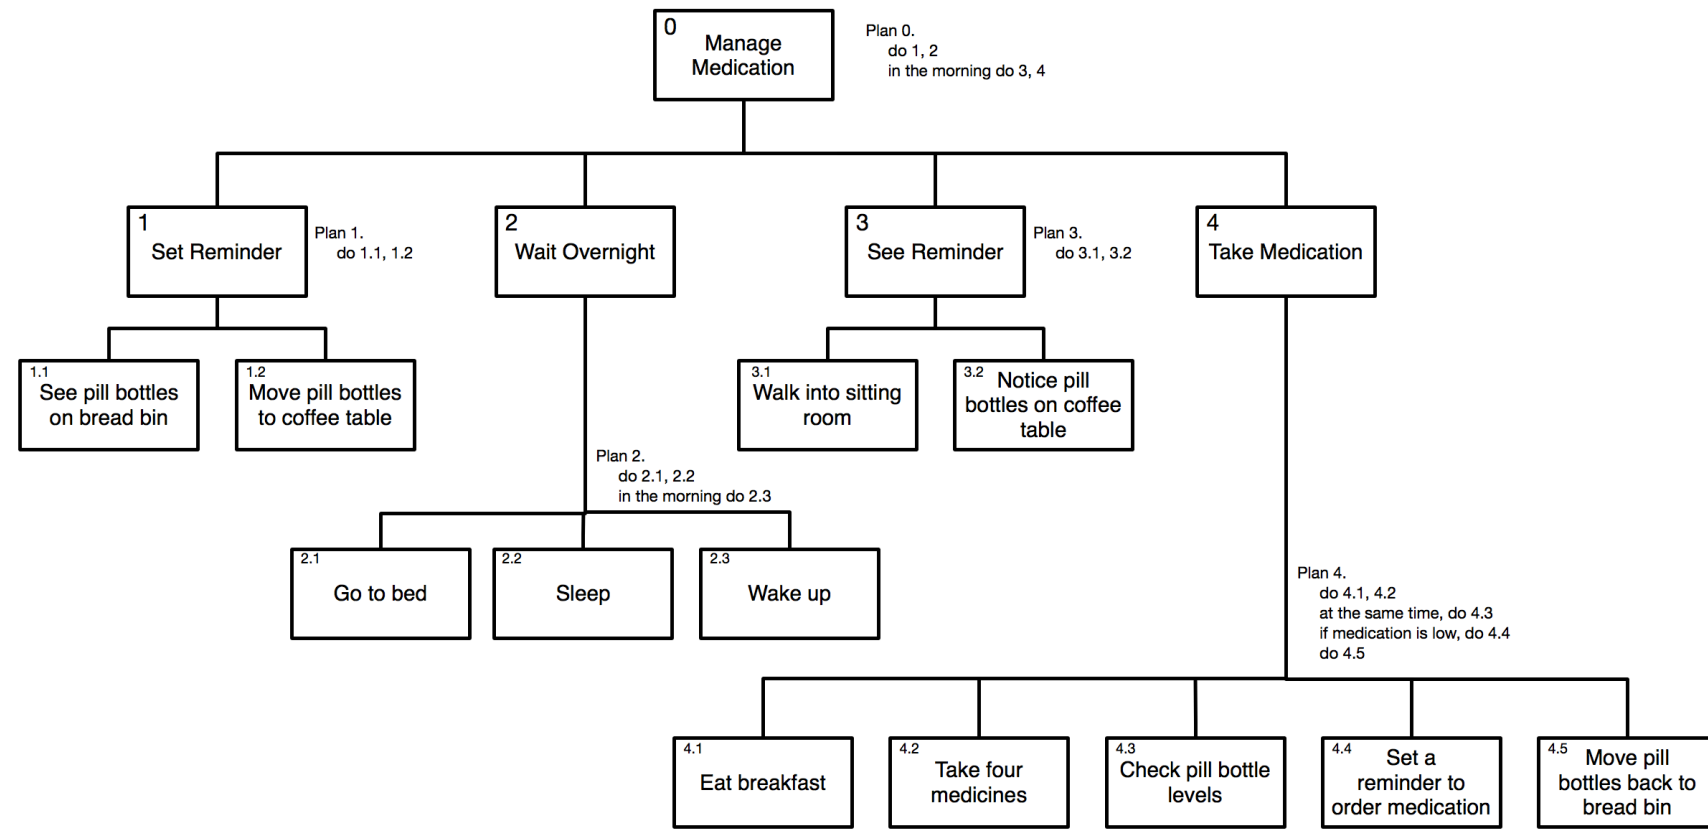 0
Manage
Medication
Plan 0.
do 1, 2
in the morning do 3, 4
1
Set Reminder
Plan 1.
do 1.1, 1.2
2
Wait Overnight
3
See Reminder
Plan 3.
do 3.1, 3.2
4
Take Medication
1.1
See pill bottles
on bread bin
1.2
Move pill bottles
to coffee table
3.1
Walk into sitting
room
3.2
Notice pill
bottles on coffee
table
Plan 2.
do 2.1, 2.2
in the morning do 2.3
2.1
Go to bed
2.2
Sleep
2.3
Wake up
Plan 4.
do 4.1, 4.2
at the same time, do 4.3
if medication is low, do 4.4
do 4.5
4.1
Eat breakfast
4.2
Take four
medicines
4.3
Check pill bottle
levels
4.4
Set a
reminder to
order medication
4.5
Move pill
bottles back to
bread bin